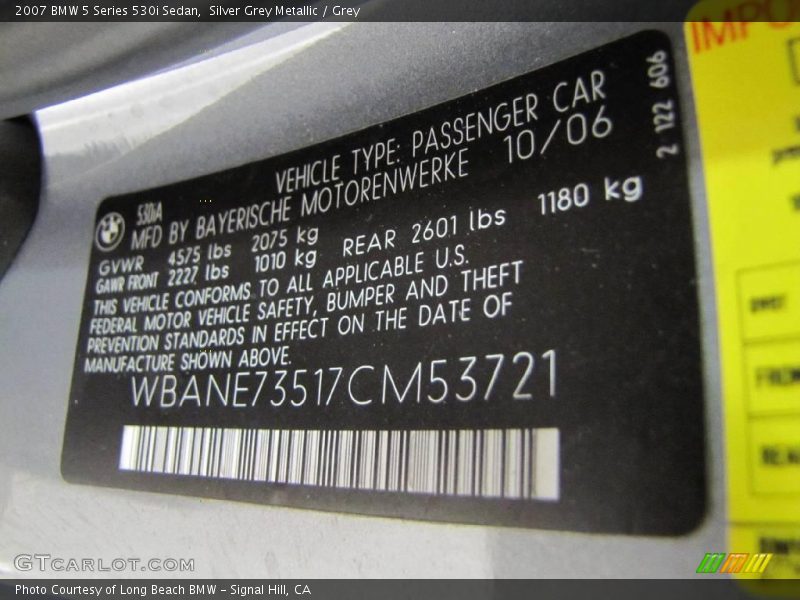 2007 BMW 5 Series 530i Sedan,  Silver Grey Metallic / Grey
IMPO
2 122 606
530iA
VEHICLE TYPE: PASSENGER CAR
MFD BY BAYERISCHE MOTORENWERKE 10/06
GVWR 4575 lbs 2075 kg
GAWR FRONT 2227 lbs 1010 kg REAR 2601 lbs 1180 kg
THIS VEHICLE CONFORMS TO ALL APPLICABLE U.S.
FEDERAL MOTOR VEHICLE SAFETY, BUMPER AND THEFT
PREVENTION STANDARDS IN EFFECT ON THE DATE OF
MANUFACTURE SHOWN ABOVE.
WBANE73517CM53721
FRON
REA
GTCARLOT.COM
Photo Courtesy of Long Beach BMW – Signal Hill, CA